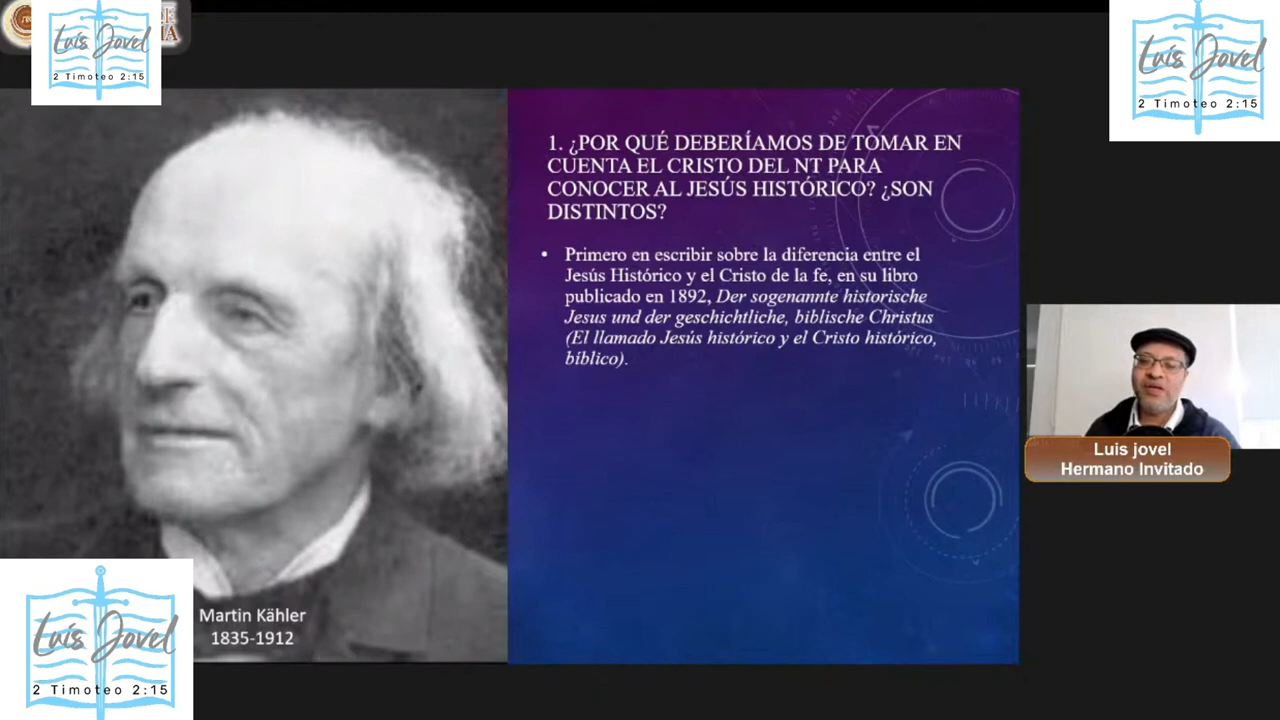 Luis Jovel
2 Timoteo 2:15
Luis Jovel
2 Timoteo 2:15
1. ¿POR QUÉ DEBERÍAMOS DE TOMAR EN
CUENTA EL CRISTO DEL NT PARA
CONOCER AL JESÚS HISTÓRICO? ¿SON
DISTINTOS?
• Primero en escribir sobre la diferencia entre el
Jesús Histórico y el Cristo de la fe, en su libro
publicado en 1892, Der sogenannte historische
Jesus und der geschichtliche, biblische Christus
(El llamado Jesús histórico y el Cristo histórico,
bíblico).
Luis jovel
Hermano Invitado
Martin Kähler
1835-1912
Luis Jovel
2 Timoteo 2:15